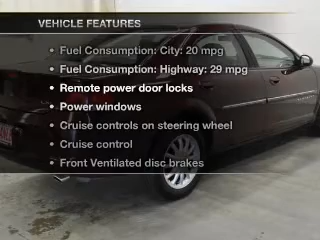 VEHICLE FEATURES
• Fuel Consumption: City: 20 mpg
• Fuel Consumption: Highway: 29 mpg
• Remote power door locks
• Power windows
• Cruise controls on steering wheel
• Cruise control
• Front Ventilated disc brakes